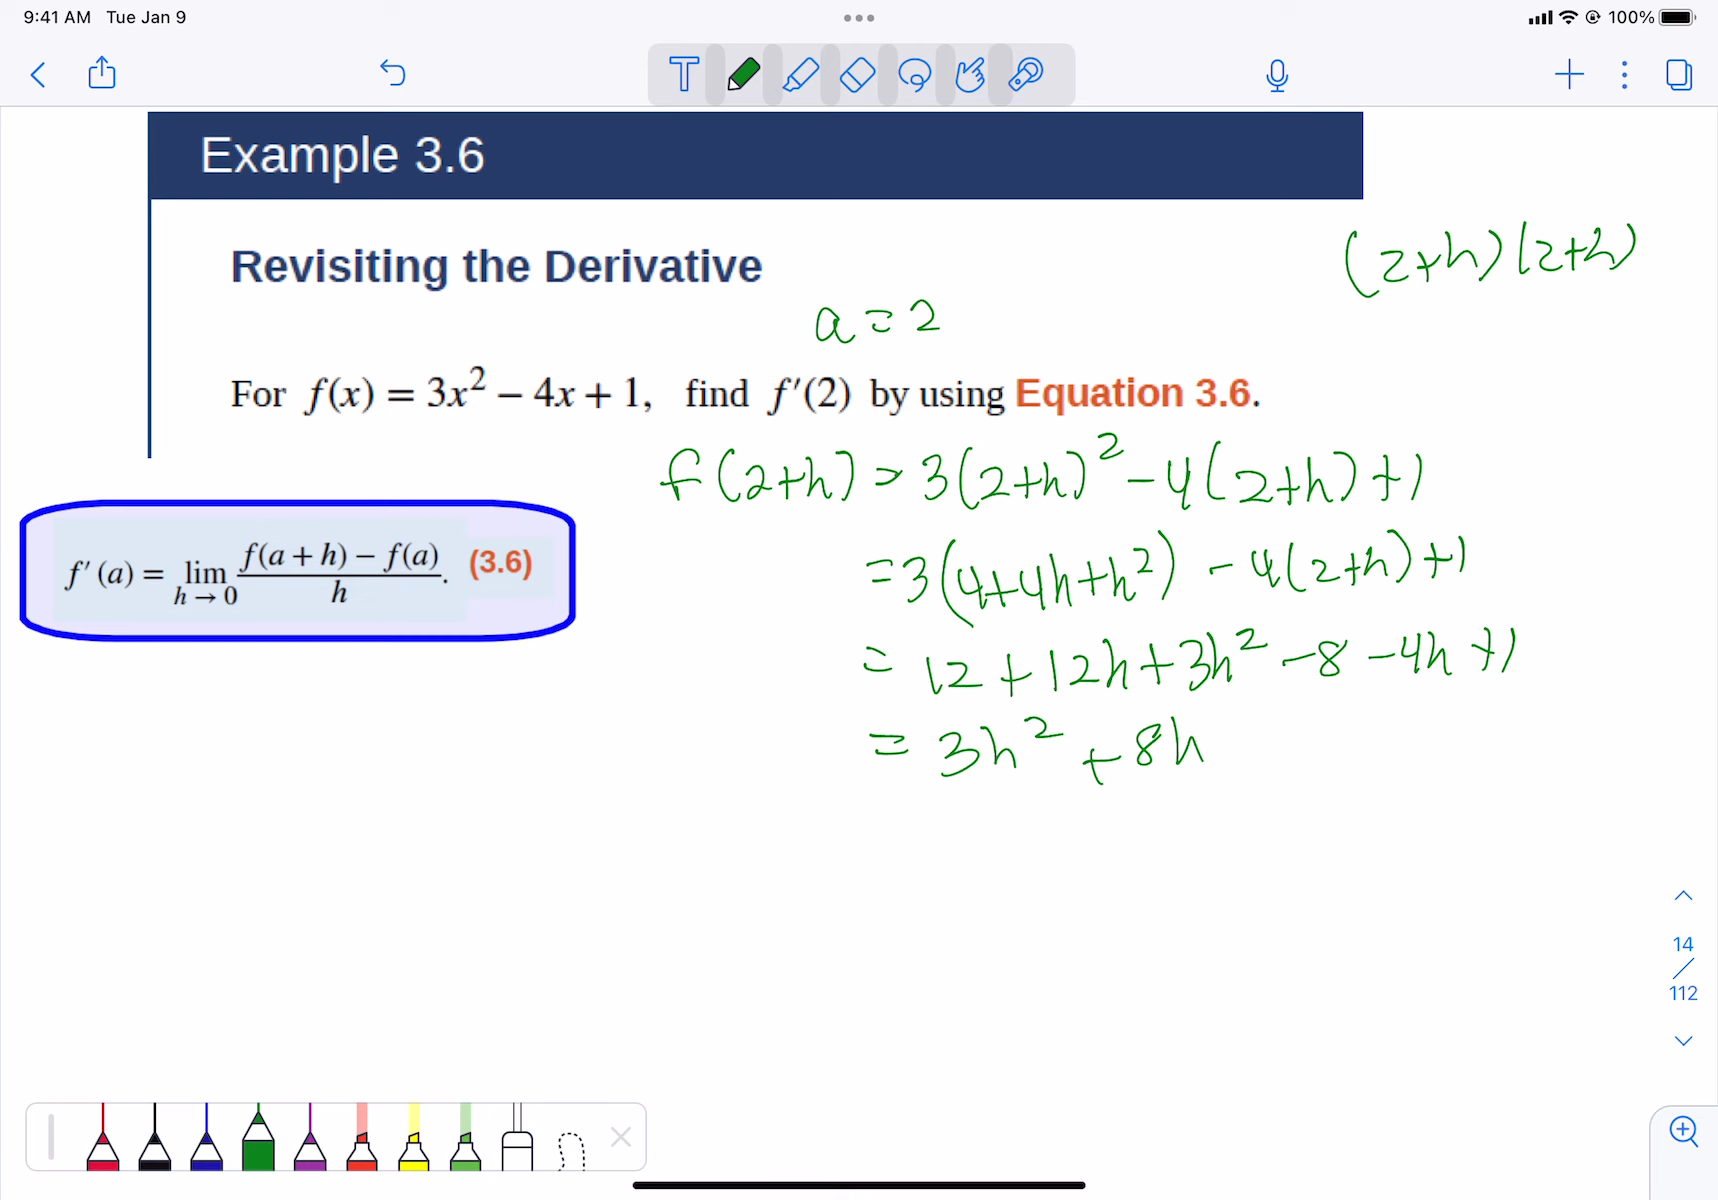 9:41 AM Tue Jan 9
100%
Example 3.6
Revisiting the Derivative
(2+h)(2+h)
a = 2
For f(x) = 3x² − 4x + 1, find f′(2) by using Equation 3.6.
f(2+h) = 3(2+h)² − 4(2+h) + 1
= 3(4+4h+h²) − 4(2+h) + 1
f′(a) = lim h→0 f(a + h) − f(a) / h. (3.6)
= 12 + 12h + 3h² − 8 − 4h + 1
= 3h² + 8h
14
/
112